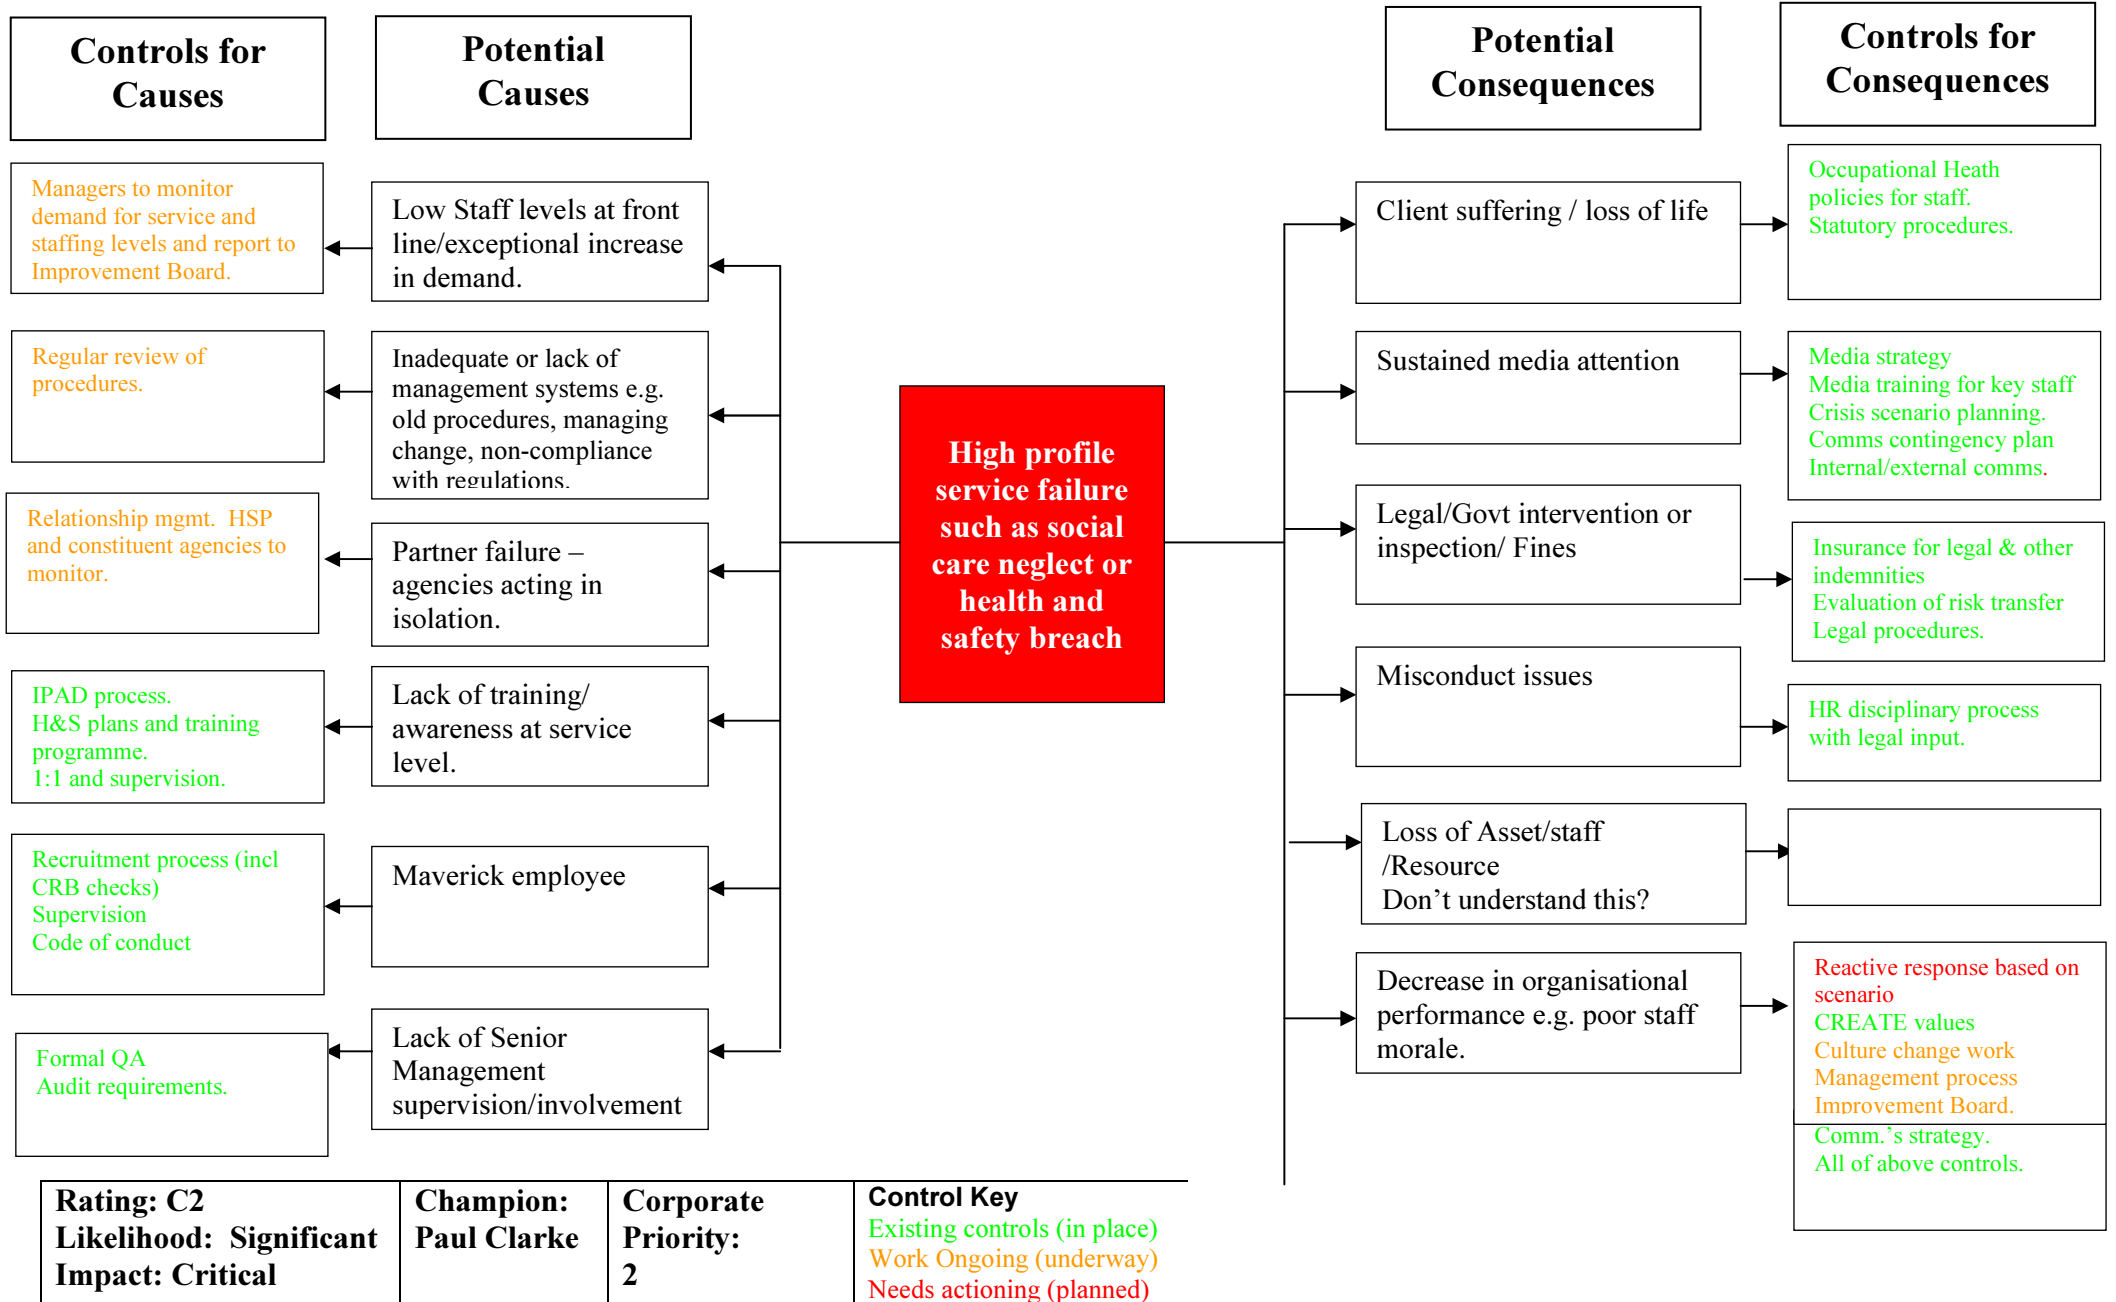 Controls for
Causes
Potential
Causes
Potential
Consequences
Controls for
Consequences
Managers to monitor
demand for service and
staffing levels and report to
Improvement Board.
Low Staff levels at front
line/exceptional increase
in demand.
Regular review of
procedures.
Inadequate or lack of
management systems e.g.
old procedures, managing
change, non-compliance
with regulations.
Relationship mgmt.  HSP
and constituent agencies to
monitor.
Partner failure –
agencies acting in
isolation.
IPAD process.
H&S plans and training
programme.
1:1 and supervision.
Lack of training/
awareness at service
level.
Recruitment process (incl
CRB checks)
Supervision
Code of conduct
Maverick employee
Formal QA
Audit requirements.
Lack of Senior
Management
supervision/involvement
High profile
service failure
such as social
care neglect or
health and
safety breach
Client suffering / loss of life
Occupational Heath
policies for staff.
Statutory procedures.
Sustained media attention
Media strategy
Media training for key staff
Crisis scenario planning.
Comms contingency plan
Internal/external comms.
Legal/Govt intervention or
inspection/ Fines
Insurance for legal & other
indemnities
Evaluation of risk transfer
Legal procedures.
Misconduct issues
HR disciplinary process
with legal input.
Loss of Asset/staff
/Resource
Don’t understand this?
Decrease in organisational
performance e.g. poor staff
morale.
Reactive response based on
scenario
CREATE values
Culture change work
Management process
Improvement Board.
Comm.’s strategy.
All of above controls.
Rating: C2
Likelihood:  Significant
Impact: Critical
Champion:
Paul Clarke
Corporate
Priority:
2
Control Key
Existing controls (in place)
Work Ongoing (underway)
Needs actioning (planned)